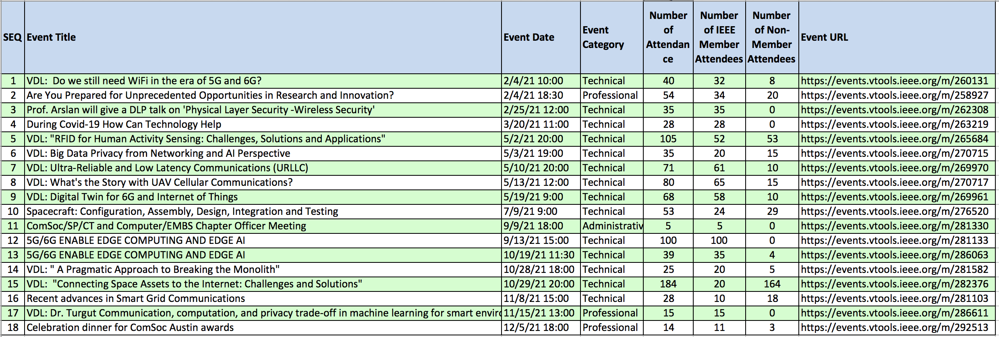 SEQ Event Title Event Date Event Category Number of Attendan ce Number of IEEE Member Attendees Number of Non- Member Attendees Event URL
1 VDL:  Do we still need WiFi in the era of 5G and 6G? 2/4/21 10:00 Technical 40 32 8 https://events.vtools.ieee.org/m/260131
2 Are You Prepared for Unprecedented Opportunities in Research and Innovation? 2/4/21 18:30 Professional 54 34 20 https://events.vtools.ieee.org/m/258927
3 Prof. Arslan will give a DLP talk on 'Physical Layer Security -Wireless Security' 2/25/21 12:00 Technical 35 35 0 https://events.vtools.ieee.org/m/262308
4 During Covid-19 How Can Technology Help 3/20/21 11:00 Technical 28 28 0 https://events.vtools.ieee.org/m/263219
5 VDL: "RFID for Human Activity Sensing: Challenges, Solutions and Applications" 5/2/21 20:00 Technical 105 52 53 https://events.vtools.ieee.org/m/265684
6 VDL: Big Data Privacy from Networking and AI Perspective 5/3/21 19:00 Technical 35 20 15 https://events.vtools.ieee.org/m/270715
7 VDL: Ultra-Reliable and Low Latency Communications (URLLC) 5/10/21 20:00 Technical 71 61 10 https://events.vtools.ieee.org/m/269970
8 VDL: What's the Story with UAV Cellular Communications? 5/13/21 12:00 Technical 80 65 15 https://events.vtools.ieee.org/m/270717
9 VDL: Digital Twin for 6G and Internet of Things 5/19/21 9:00 Technical 68 58 10 https://events.vtools.ieee.org/m/269961
10 Spacecraft: Configuration, Assembly, Design, Integration and Testing 7/9/21 9:00 Technical 53 24 29 https://events.vtools.ieee.org/m/276520
11 ComSoc/SP/CT and Computer/EMBS Chapter Officer Meeting 9/9/21 18:00 Administrativ 5 5 0 https://events.vtools.ieee.org/m/281330
12 5G/6G ENABLE EDGE COMPUTING AND EDGE AI 9/13/21 15:00 Technical 100 100 0 https://events.vtools.ieee.org/m/281133
13 5G/6G ENABLE EDGE COMPUTING AND EDGE AI 10/19/21 11:30 Technical 39 35 4 https://events.vtools.ieee.org/m/286063
14 VDL: " A Pragmatic Approach to Breaking the Monolith" 10/28/21 18:00 Technical 25 20 5 https://events.vtools.ieee.org/m/281582
15 VDL:  "Connecting Space Assets to the Internet: Challenges and Solutions" 10/29/21 20:00 Technical 184 20 164 https://events.vtools.ieee.org/m/282376
16 Recent advances in Smart Grid Communications 11/8/21 15:00 Technical 28 10 18 https://events.vtools.ieee.org/m/281103
17 VDL: Dr. Turgut Communication, computation, and privacy trade-off in machine learning for smart enviro 11/15/21 13:00 Professional 15 15 0 https://events.vtools.ieee.org/m/286611
18 Celebration dinner for ComSoc Austin awards 12/5/21 18:00 Professional 14 11 3 https://events.vtools.ieee.org/m/292513